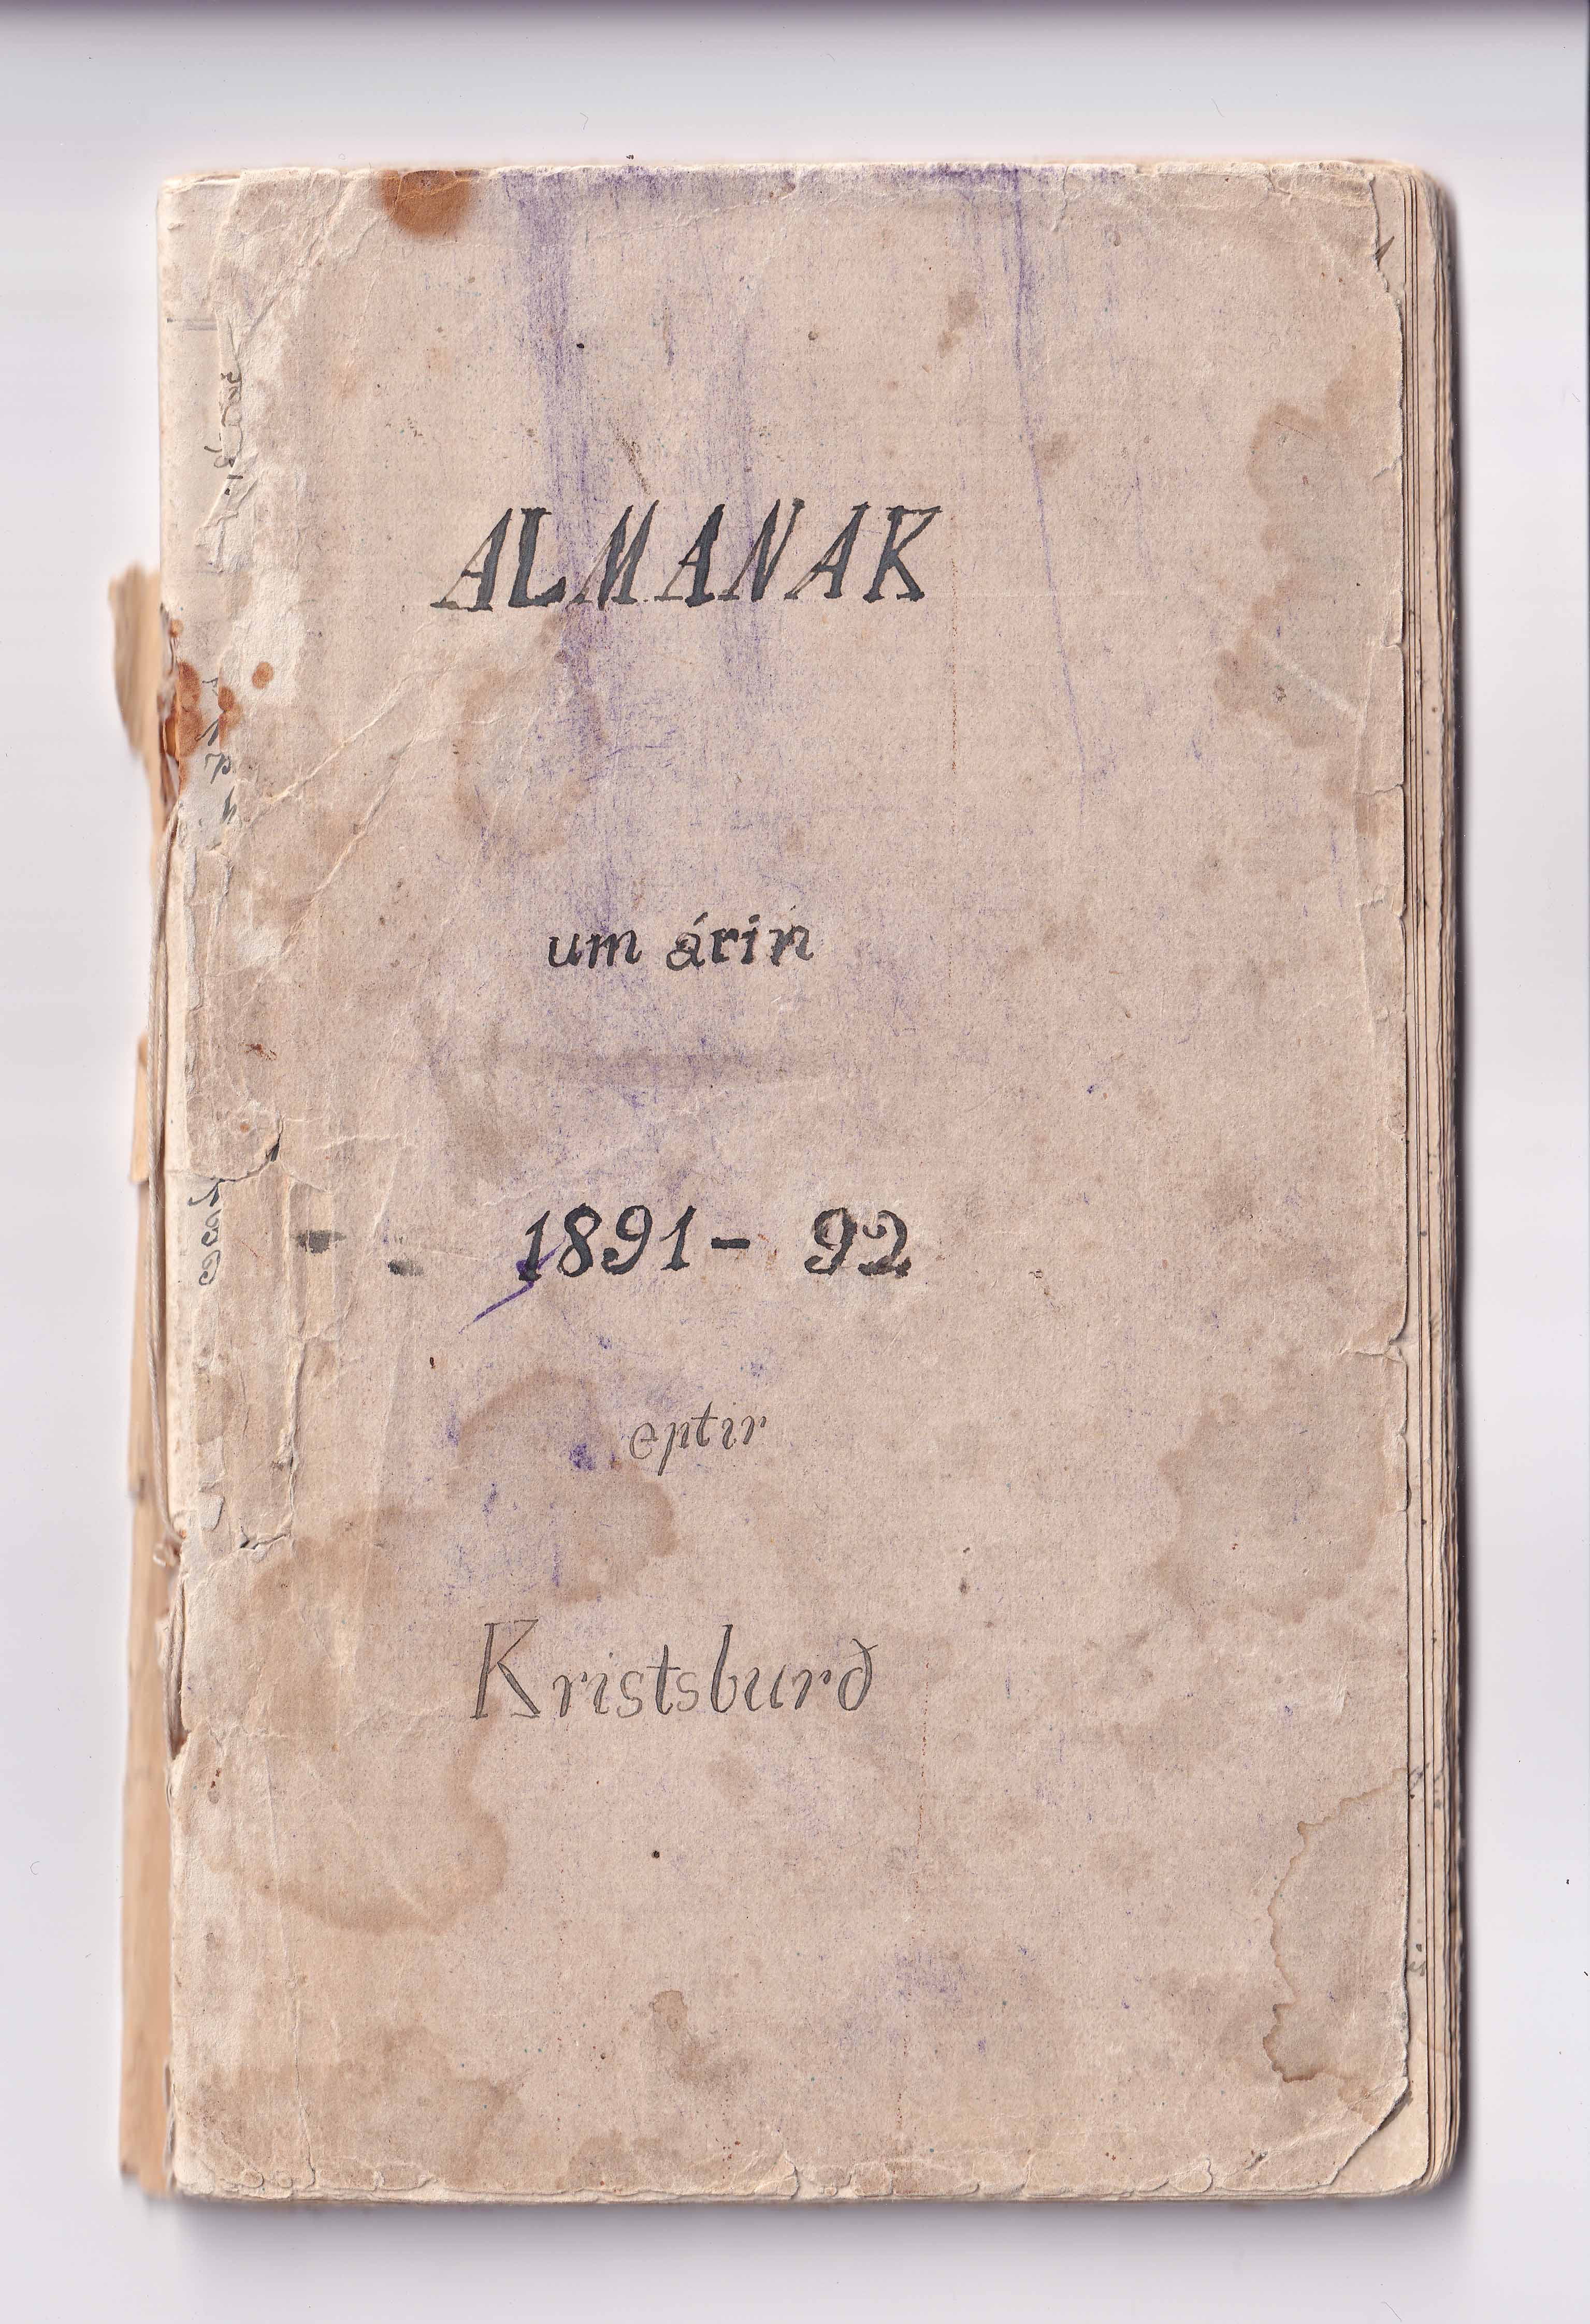 ALMANAK
um árin
1891 - 92
eptir
Kristsburð